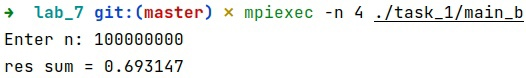 ➜ lab_7 git:(master) ✗ mpiexec -n 4 ./task_1/main_b
Enter n: 100000000
res sum = 0.693147